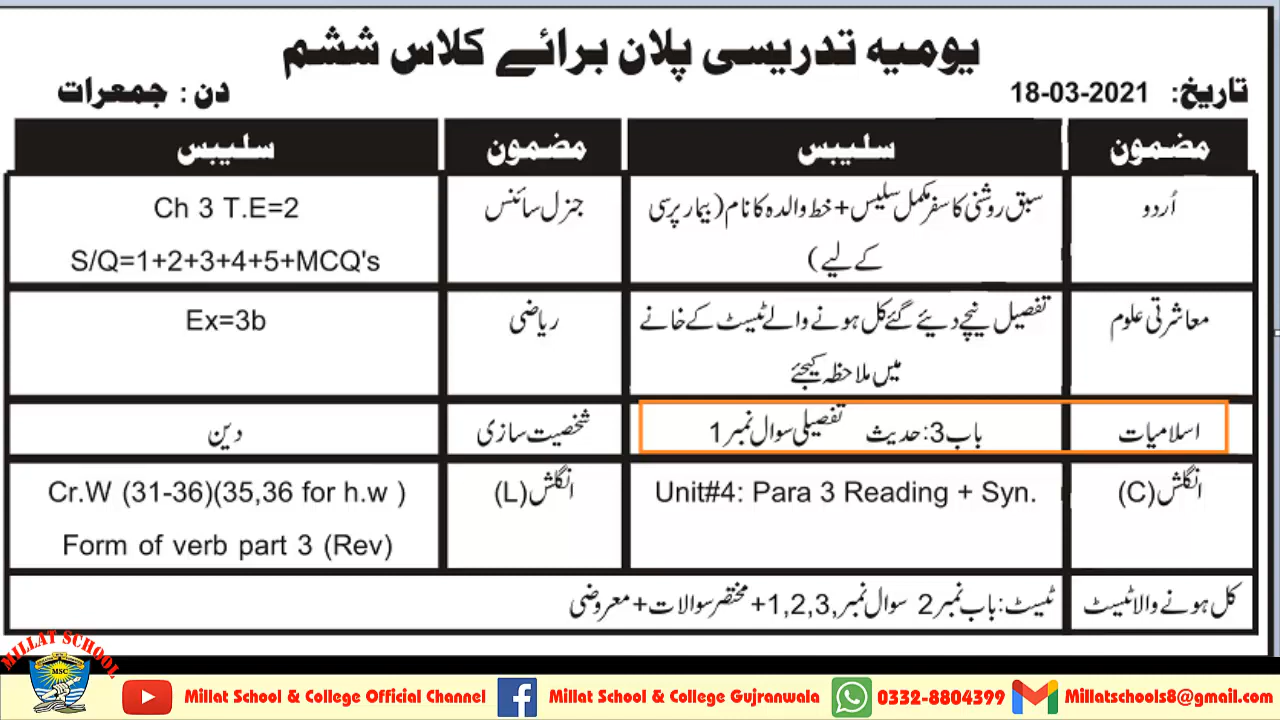 یومیہ تدریسی پلان برائے کلاس ششم
تاریخ: 18-03-2021
دن : جمعرات
مضمون
سلیبس
مضمون
سلیبس
اُردو
سبق روشنی کا سفر مکمل سلیس + خط والدہ کا نام (بیمار پرسی
کے لیے)
جنرل سائنس
Ch 3 T.E=2
S/Q=1+2+3+4+5+MCQ's
معاشرتی علوم
تفصیل نیچے دیئے گئے کل ہونے والے ٹیسٹ کے خانے
میں ملاحظہ کیجئے
ریاضی
Ex=3b
اسلامیات
باب 3: حدیث تفصیلی سوال نمبر 1
شخصیت سازی
دین
انگلش (C)
Unit#4: Para 3 Reading + Syn.
انگلش (L)
Cr.W (31-36)(35,36 for h.w )
Form of verb part 3 (Rev)
کل ہونے والا ٹیسٹ
ٹیسٹ: باب نمبر 2 سوال نمبر 1,2,3, + مختصر سوالات + معروضی
MILLAT SCHOOL
MSC
Millat School & College Official Channel
Millat School & College Gujranwala
0332-8804399
Millatschools8@gmail.com